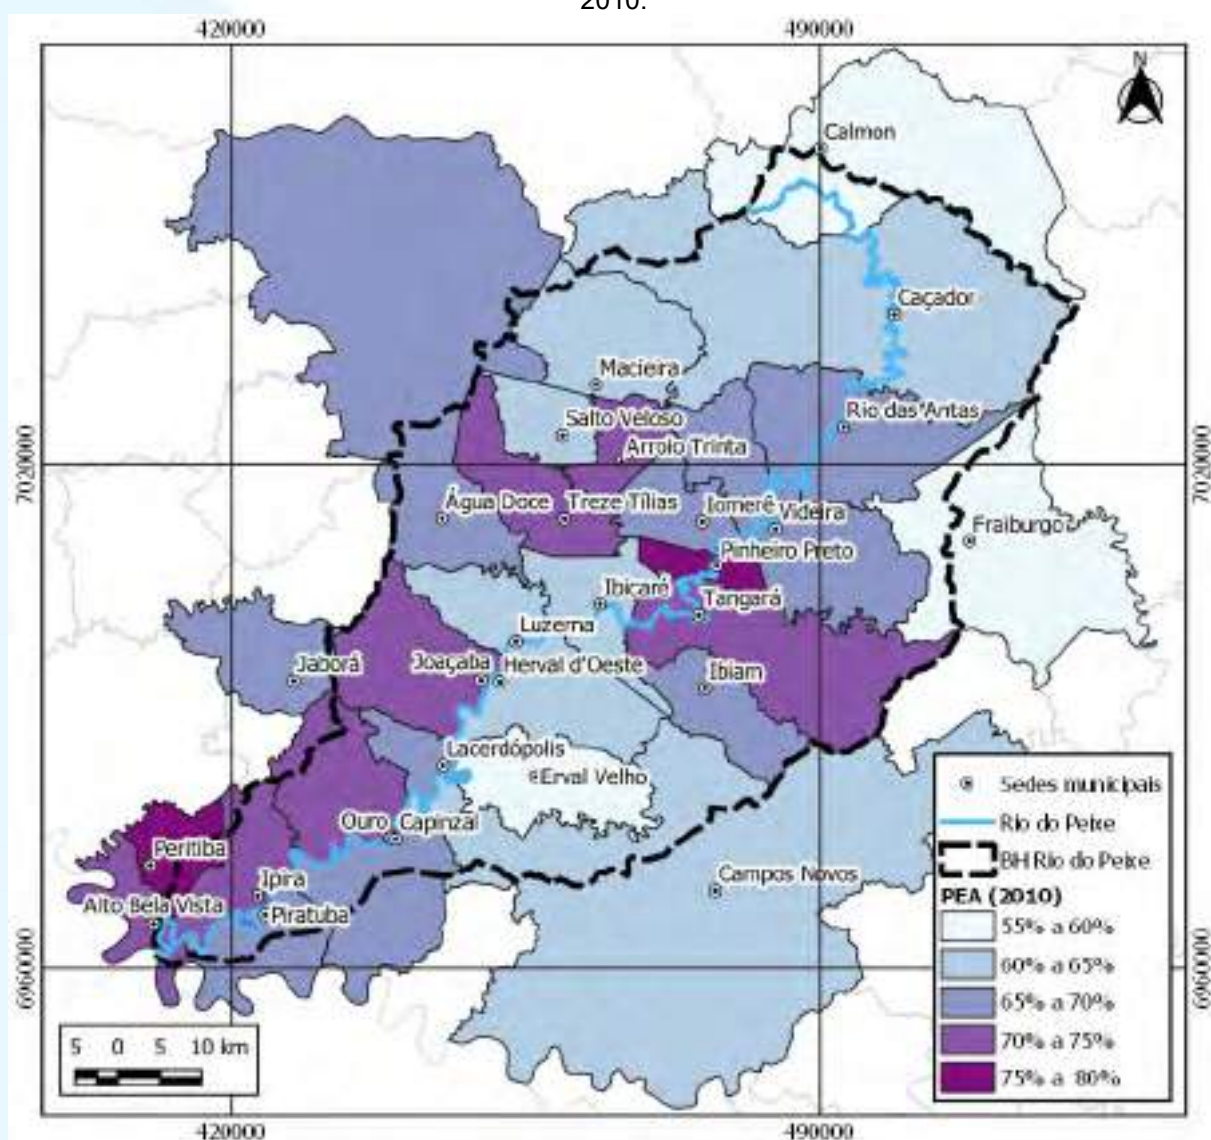 2010.
420000 490000
N
Calmon
Caçador
Macieira
Rio das Antas
Salto Veloso
Arroio Trinta
7020000 7020000
Água Doce Treze Tílias Iomerê Videira
Fraiburgo
Pinheiro Preto
Ibicaré
Tangará
Luzerna
Jaborá Joaçaba Herval d'Oeste Ibiam
Lacerdópolis
Erval Velho
Ouro Capinzal
Peritiba
Campos Novos
Ipira
Alto Bela Vista
Piratuba
6960000 6960000
Sedes municipais
Rio do Peixe
BH Rio do Peixe
PEA (2010)
55% a 60%
60% a 65%
65% a 70%
70% a 75%
75% a 80%
5 0 5 10 km
420000 490000